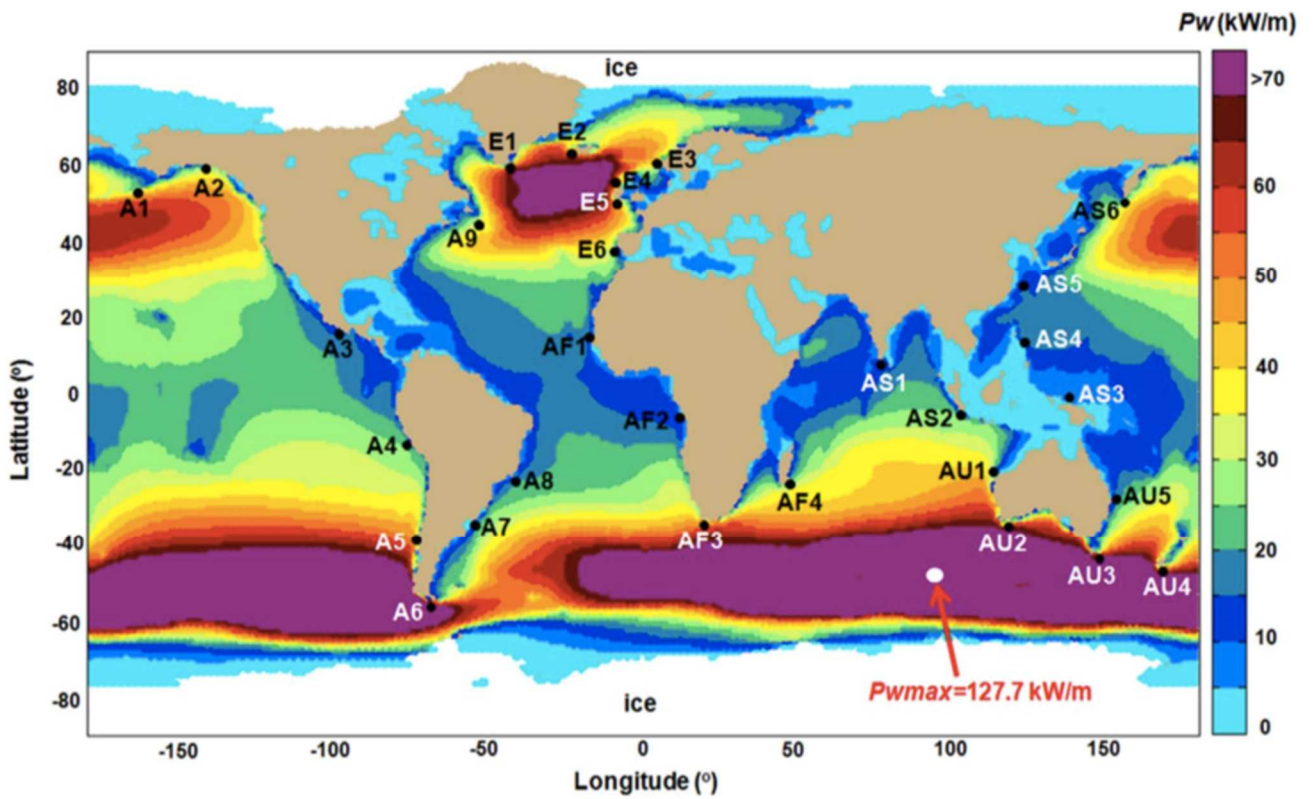 Pw (kW/m)
ice
80
>70
E2
E1
60
E3
60
E4
A2
A1
E5
AS6
A9
40
E6
50
AS5
20
AF1
AS4
A3
40
AS1
0
AS3
AF2
AS2
30
A4
AU1
-20
A8
AF4
AU5
20
-40
A5
A7
AF3
AU2
AU3
AU4
A6
-60
10
Pwmax=127.7 kW/m
-80
ice
0
-150 -100 -50 0 50 100 150
Latitude (º)
Longitude (º)